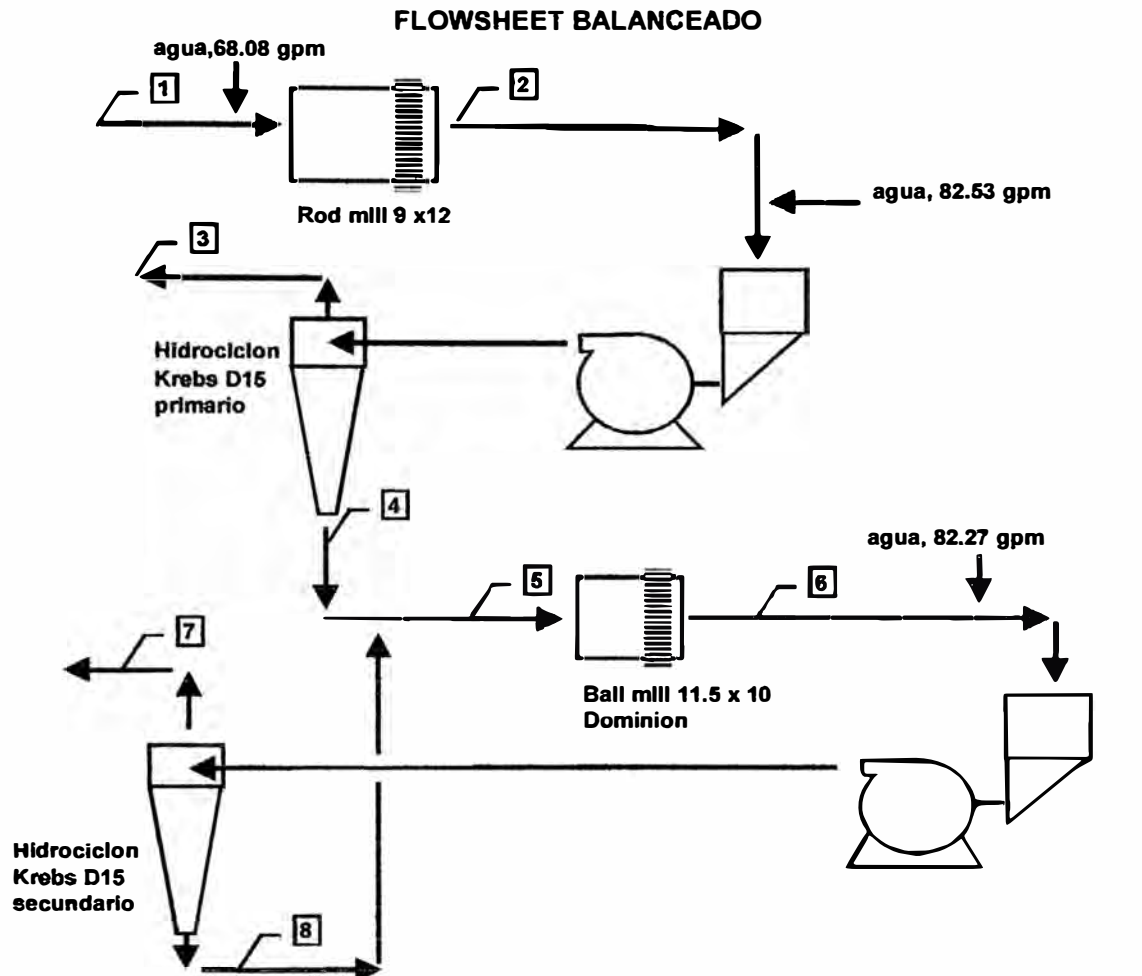 FLOWSHEET BALANCEADO
agua,68.08 gpm
1
2
agua, 82.53 gpm
Rod mill 9 x12
3
Hidrociclon
Krebs D15
primario
4
agua, 82.27 gpm
5
6
7
Ball mill 11.5 x 10
Dominion
Hidrociclon
Krebs D15
secundario
8